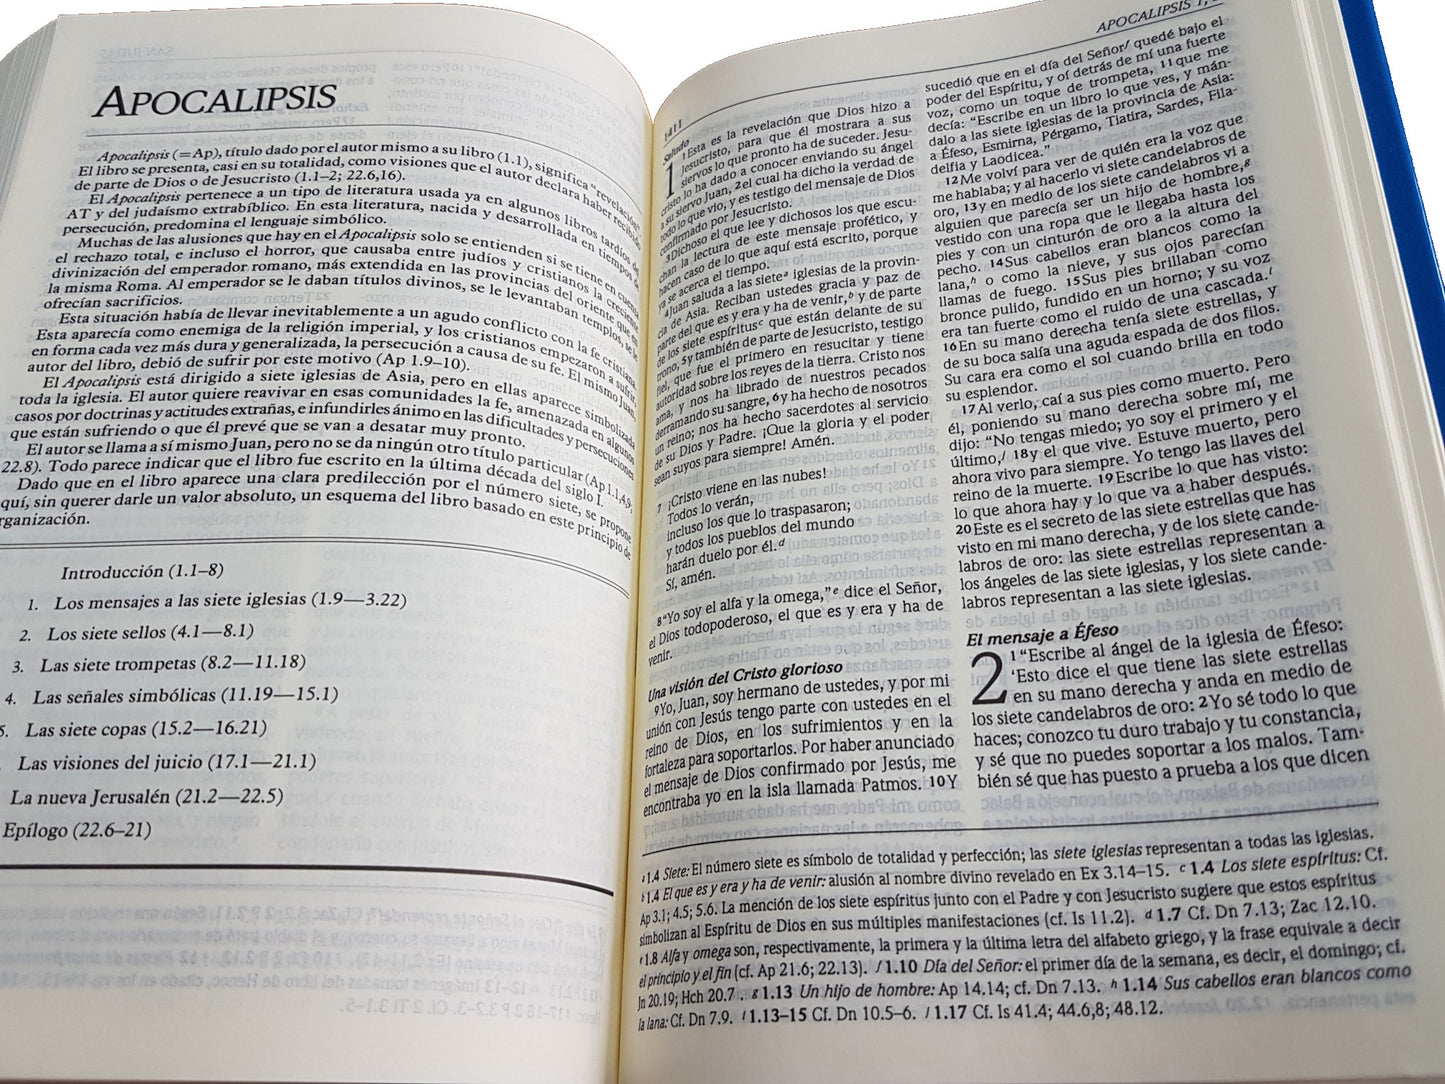 APOCALIPSIS
Apocalipsis (=Ap), título dado por el autor mismo a su libro (1.1), significa “revelación”.
El libro se presenta, casi en su totalidad, como visiones que el autor declara haber recibido
de parte de Dios o de Jesucristo (1.1–2; 22.6,16).
El Apocalipsis pertenece a un tipo de literatura usada ya en algunos libros tardíos del
AT y del judaísmo extrabíblico. En esta literatura, nacida y desarrollada en tiempos de
persecución, predomina el lenguaje simbólico.
Muchas de las alusiones que hay en el Apocalipsis solo se entienden si se tiene en cuenta
el rechazo total, e incluso el horror, que causaba entre judíos y cristianos la creciente
divinización del emperador romano, más extendida en las provincias del oriente que en
la misma Roma. Al emperador se le daban títulos divinos, se le levantaban templos, se le
ofrecían sacrificios.
Esta situación había de llevar inevitablemente a un agudo conflicto con la fe cristiana.
Esta aparecía como enemiga de la religión imperial, y los cristianos empezaron a sufrir,
en forma cada vez más dura y generalizada, la persecución a causa de su fe. El mismo Juan,
autor del libro, debió de sufrir por este motivo (Ap 1.9–10).
El Apocalipsis está dirigido a siete iglesias de Asia, pero en ellas aparece simbolizada
toda la iglesia. El autor quiere reavivar en esas comunidades la fe, amenazada en algunos
casos por doctrinas y actitudes extrañas, e infundirles ánimo en las dificultades y persecuciones
que están sufriendo o que él prevé que se van a desatar muy pronto.
El autor se llama a sí mismo Juan, pero no se da ningún otro título particular (Ap 1.1,4,9;
22.8). Todo parece indicar que el libro fue escrito en la última década del siglo I.
Dado que en el libro aparece una clara predilección por el número siete, se propone
quí, sin querer darle un valor absoluto, un esquema del libro basado en este principio de
rganización.
Introducción (1.1–8)
1. Los mensajes a las siete iglesias (1.9—3.22)
2. Los siete sellos (4.1—8.1)
3. Las siete trompetas (8.2—11.18)
4. Las señales simbólicas (11.19—15.1)
5. Las siete copas (15.2—16.21)
. Las visiones del juicio (17.1—21.1)
La nueva Jerusalén (21.2—22.5)
Epílogo (22.6–21)
1411
APOCALIPSIS 1, 2
Saludo
1 1Esta es la revelación que Dios hizo a
Jesucristo, para que él mostrara a sus
siervos lo que pronto ha de suceder. Jesu-
cristo lo ha dado a conocer enviando su ángel
a su siervo Juan, 2el cual ha dicho la verdad de
todo lo que vio, y es testigo del mensaje de Dios
confirmado por Jesucristo.
3Dichoso el que lee y dichosos los que escu-
chan la lectura de este mensaje profético, y
hacen caso de lo que aquí está escrito, porque
ya se acerca el tiempo.
4Juan saluda a las sieteª iglesias de la provin-
cia de Asia. Reciban ustedes gracia y paz de
parte del que es y era y ha de venir,b y de parte
de los siete espíritusc que están delante de su
trono, 5y también de parte de Jesucristo, testigo
fiel, que fue el primero en resucitar y tiene
autoridad sobre los reyes de la tierra. Cristo nos
ama, y nos ha librado de nuestros pecados
derramando su sangre, 6y ha hecho de nosotros
un reino; nos ha hecho sacerdotes al servicio
de su Dios y Padre. ¡Que la gloria y el poder
sean suyos para siempre! Amén.
7 ¡Cristo viene en las nubes!
Todos lo verán,
incluso los que lo traspasaron;
y todos los pueblos del mundo
harán duelo por él.d
Sí, amén.
8“Yo soy el alfa y la omega,”e dice el Señor,
el Dios todopoderoso, el que es y era y ha de
venir.
Una visión del Cristo glorioso
9Yo, Juan, soy hermano de ustedes, y por mi
unión con Jesús tengo parte con ustedes en el
reino de Dios, en los sufrimientos y en la
fortaleza para soportarlos. Por haber anunciado
el mensaje de Dios confirmado por Jesús, me
encontraba yo en la isla llamada Patmos. 10Y
sucedió que en el día del Señorf quedé bajo el
poder del Espíritu, y oí detrás de mí una fuerte
voz, como un toque de trompeta, 11que me
decía: “Escribe en un libro lo que ves, y mán-
dalo a las siete iglesias de la provincia de Asia:
a Éfeso, Esmirna, Pérgamo, Tiatira, Sardes, Fila-
delfia y Laodicea.”
12Me volví para ver de quién era la voz que
me hablaba; y al hacerlo vi siete candelabros de
oro, 13y en medio de los siete candelabros vi a
alguien que parecía ser un hijo de hombre,g
vestido con una ropa que le llegaba hasta los
pies y con un cinturón de oro a la altura del
pecho. 14Sus cabellos eran blancos como la
lana,h o como la nieve, y sus ojos parecían
llamas de fuego. 15Sus pies brillaban como
bronce pulido, fundido en un horno; y su voz
era tan fuerte como el ruido de una cascada.i
16En su mano derecha tenía siete estrellas, y
de su boca salía una aguda espada de dos filos.
Su cara era como el sol cuando brilla en todo
su esplendor.
17Al verlo, caí a sus pies como muerto. Pero
él, poniendo su mano derecha sobre mí, me
dijo: “No tengas miedo; yo soy el primero y el
último,j 18y el que vive. Estuve muerto, pero
ahora vivo para siempre. Yo tengo las llaves del
reino de la muerte. 19Escribe lo que has visto:
lo que ahora hay y lo que va a haber después.
20Este es el secreto de las siete estrellas que has
visto en mi mano derecha, y de los siete cande-
labros de oro: las siete estrellas representan a
los ángeles de las siete iglesias, y los siete cande-
labros representan a las siete iglesias.
El mensaje a Éfeso
2 1“Escribe al ángel de la iglesia de Éfeso:
‘Esto dice el que tiene las siete estrellas
en su mano derecha y anda en medio de
los siete candelabros de oro: 2Yo sé todo lo que
haces; conozco tu duro trabajo y tu constancia,
y sé que no puedes soportar a los malos. Tam-
bién sé que has puesto a prueba a los que dicen
a 1.4 Siete: El número siete es símbolo de totalidad y perfección; las siete iglesias representan a todas las iglesias.
b 1.4 El que es y era y ha de venir: alusión al nombre divino revelado en Ex 3.14–15. c 1.4 Los siete espíritus: Cf.
Ap 3.1; 4.5; 5.6. La mención de los siete espíritus junto con el Padre y con Jesucristo sugiere que estos espíritus
simbolizan al Espíritu de Dios en sus múltiples manifestaciones (cf. Is 11.2). d 1.7 Cf. Dn 7.13; Zac 12.10.
e 1.8 Alfa y omega son, respectivamente, la primera y la última letra del alfabeto griego, y la frase equivale a decir
el principio y el fin (cf. Ap 21.6; 22.13). f 1.10 Día del Señor: el primer día de la semana, es decir, el domingo; cf.
Jn 20.19; Hch 20.7. g 1.13 Un hijo de hombre: Ap 14.14; cf. Dn 7.13. h 1.14 Sus cabellos eran blancos como
la lana: Cf. Dn 7.9. i 1.13–15 Cf. Dn 10.5–6. j 1.17 Cf. Is 41.4; 44.6,8; 48.12.